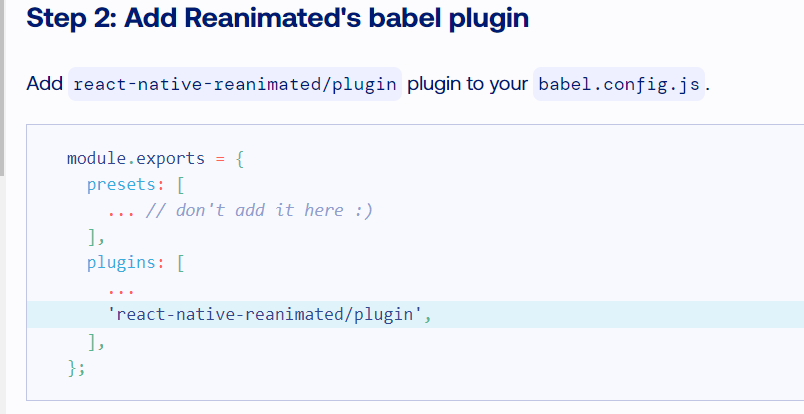 Step 2: Add Reanimated's babel plugin
Add react-native-reanimated/plugin plugin to your babel.config.js.
module.exports = {
  presets: [
    ... // don't add it here :)
  ],
  plugins: [
    ...
    'react-native-reanimated/plugin',
  ],
};